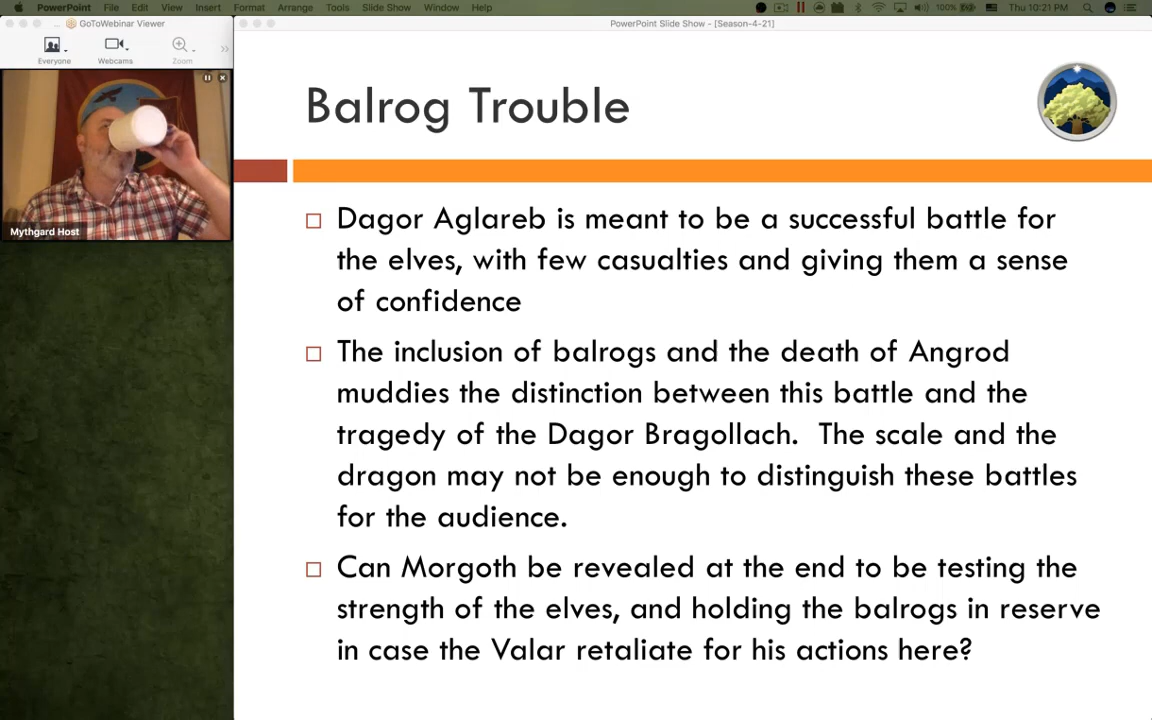 PowerPoint File Edit View Insert Format Arrange Tools Slide Show Window Help 100% Thu 10:21 PM
GoToWebinar Viewer
PowerPoint Slide Show - [Season-4-21]
Everyone Webcams Zoom
Mythgard Host
Balrog Trouble
Dagor Aglareb is meant to be a successful battle for
the elves, with few casualties and giving them a sense
of confidence
The inclusion of balrogs and the death of Angrod
muddies the distinction between this battle and the
tragedy of the Dagor Bragollach. The scale and the
dragon may not be enough to distinguish these battles
for the audience.
Can Morgoth be revealed at the end to be testing the
strength of the elves, and holding the balrogs in reserve
in case the Valar retaliate for his actions here?